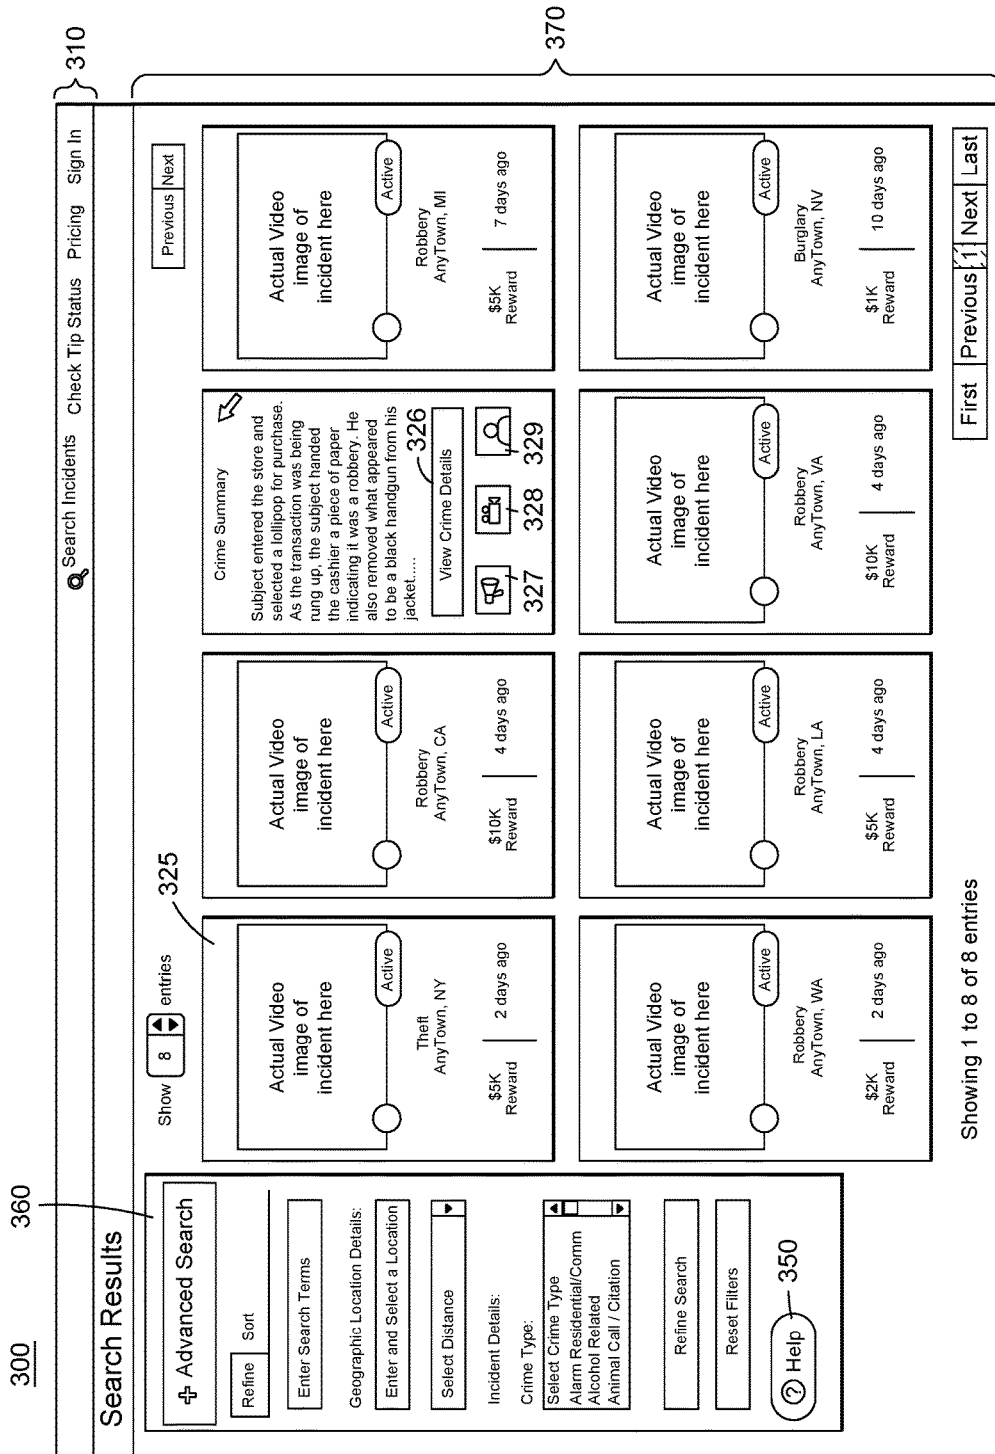 300
310
Search Incidents Check Tip Status Pricing Sign In
Search Results
360
370
Advanced Search
Refine Sort
Enter Search Terms
Geographic Location Details:
Enter and Select a Location
Select Distance
Incident Details:
Crime Type:
Select Crime Type
Alarm Residential/Comm
Alcohol Related
Animal Call / Citation
Refine Search
Reset Filters
Help
350
Show 8 entries
325
Previous Next
Actual Video
image of
incident here
Active
Theft
AnyTown, NY
$5K
Reward
2 days ago
Actual Video
image of
incident here
Active
Robbery
AnyTown, CA
$10K
Reward
4 days ago
Crime Summary
Subject entered the store and
selected a lollipop for purchase.
As the transaction was being
rung up, the subject handed
the cashier a piece of paper
indicating it was a robbery. He
also removed what appeared
to be a black handgun from his
jacket.....
326
View Crime Details
327
328
329
Actual Video
image of
incident here
Active
Robbery
AnyTown, MI
$5K
Reward
7 days ago
Actual Video
image of
incident here
Active
Robbery
AnyTown, WA
$2K
Reward
2 days ago
Actual Video
image of
incident here
Active
Robbery
AnyTown, LA
$5K
Reward
4 days ago
Actual Video
image of
incident here
Active
Robbery
AnyTown, VA
$10K
Reward
4 days ago
Actual Video
image of
incident here
Active
Burglary
AnyTown, NV
$1K
Reward
10 days ago
Showing 1 to 8 of 8 entries
First Previous 1 Next Last